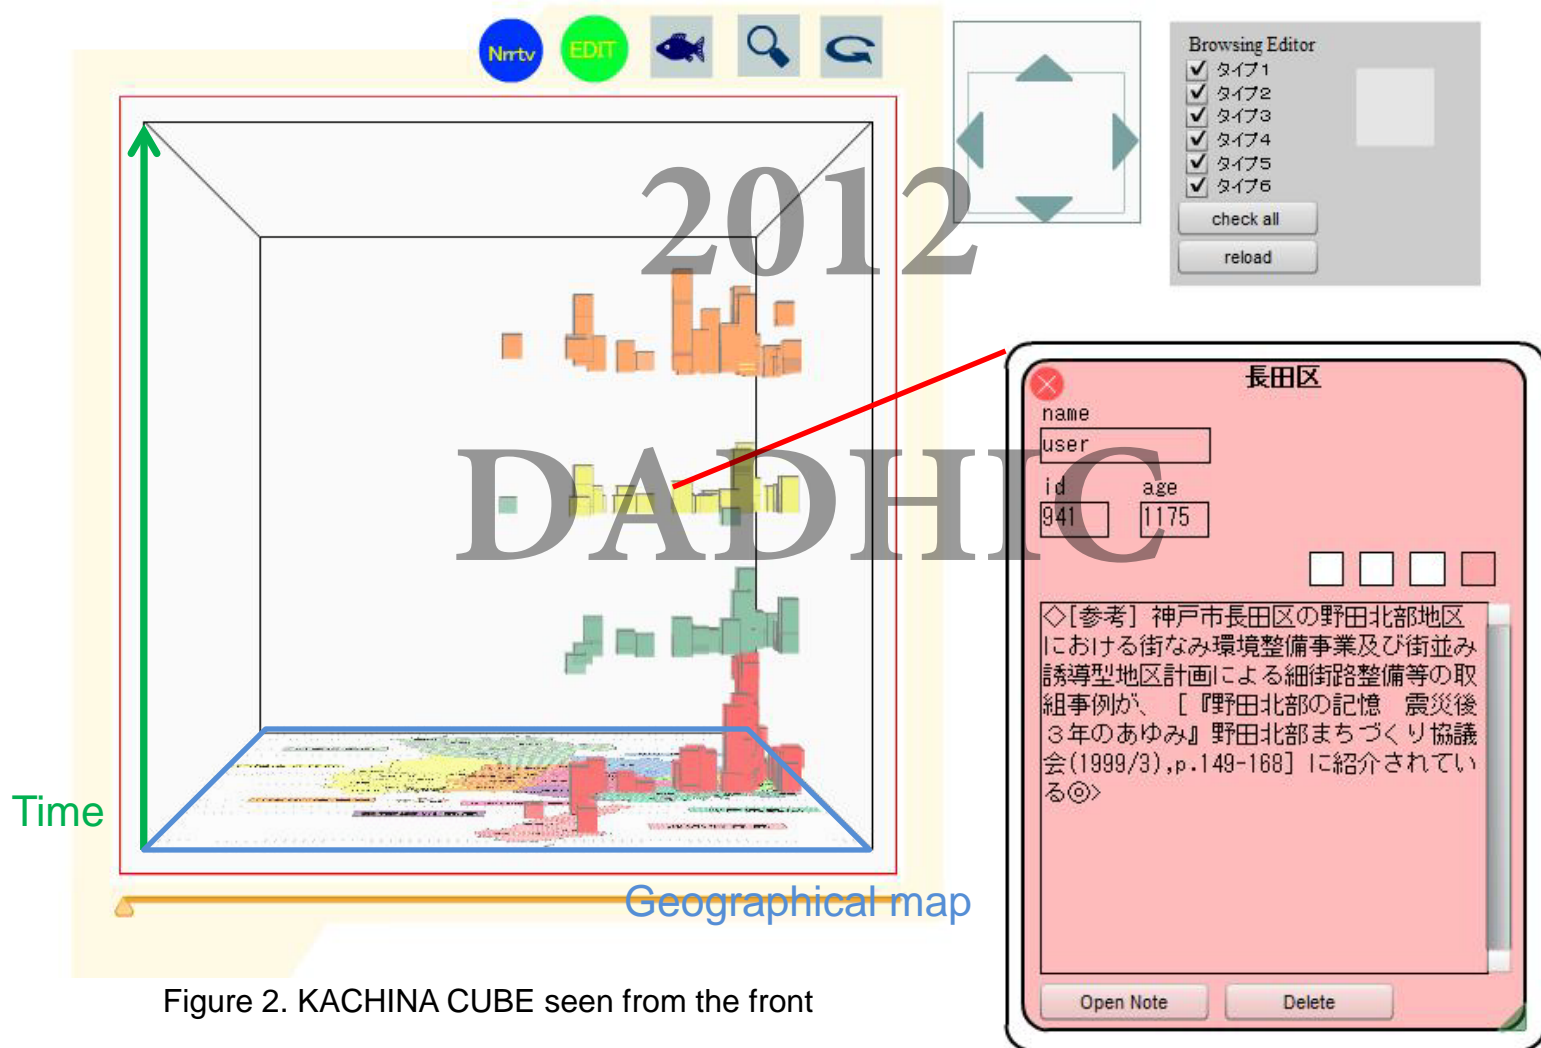 Nrrtv
EDIT
Browsing Editor
タイプ1
タイプ2
タイプ3
タイプ4
タイプ5
タイプ6
check all
reload
2012
DADHIC
長田区
name
user
id age
941 1175
◇[参考] 神戸市長田区の野田北部地区
における街なみ環境整備事業及び街並み
誘導型地区計画による細街路整備等の取
組事例が、 [『野田北部の記憶 震災後
３年のあゆみ』野田北部まちづくり協議
会(1999/3),p.149-168] に紹介されてい
る◎>
Open Note Delete
Time
Geographical map
Figure 2. KACHINA CUBE seen from the front